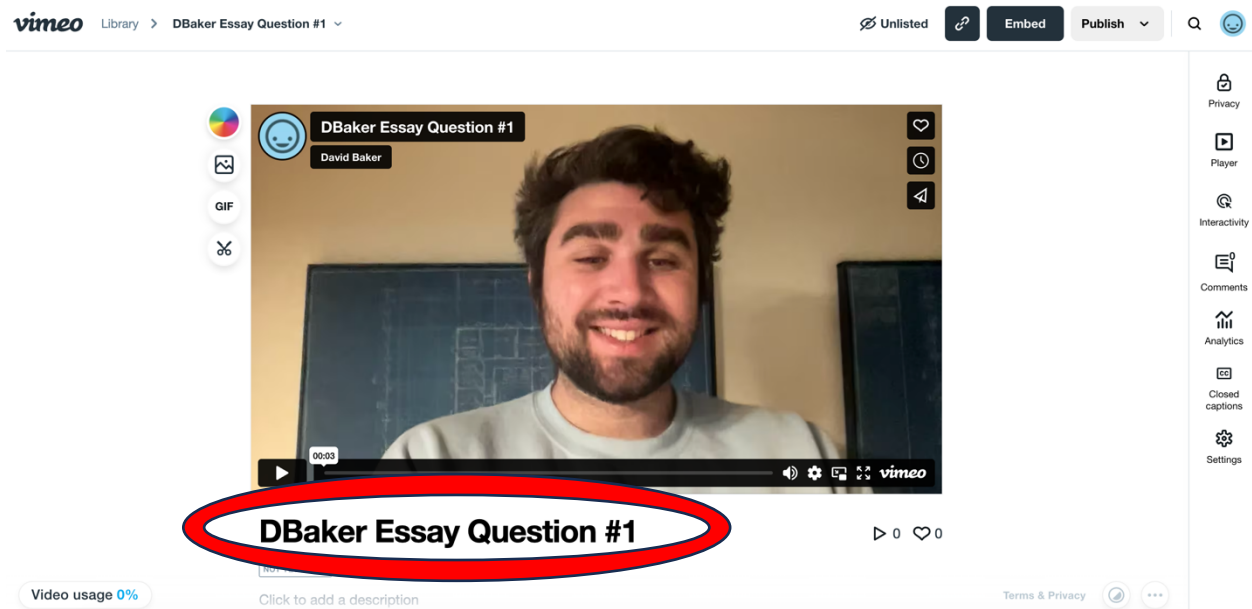 vimeo Library > DBaker Essay Question #1
Unlisted Embed Publish
DBaker Essay Question #1
David Baker
GIF
00:03
vimeo
DBaker Essay Question #1
0 0
Click to add a description
Video usage 0%
Terms & Privacy
Privacy
Player
Interactivity
0
Comments
Analytics
CC
Closed
captions
Settings